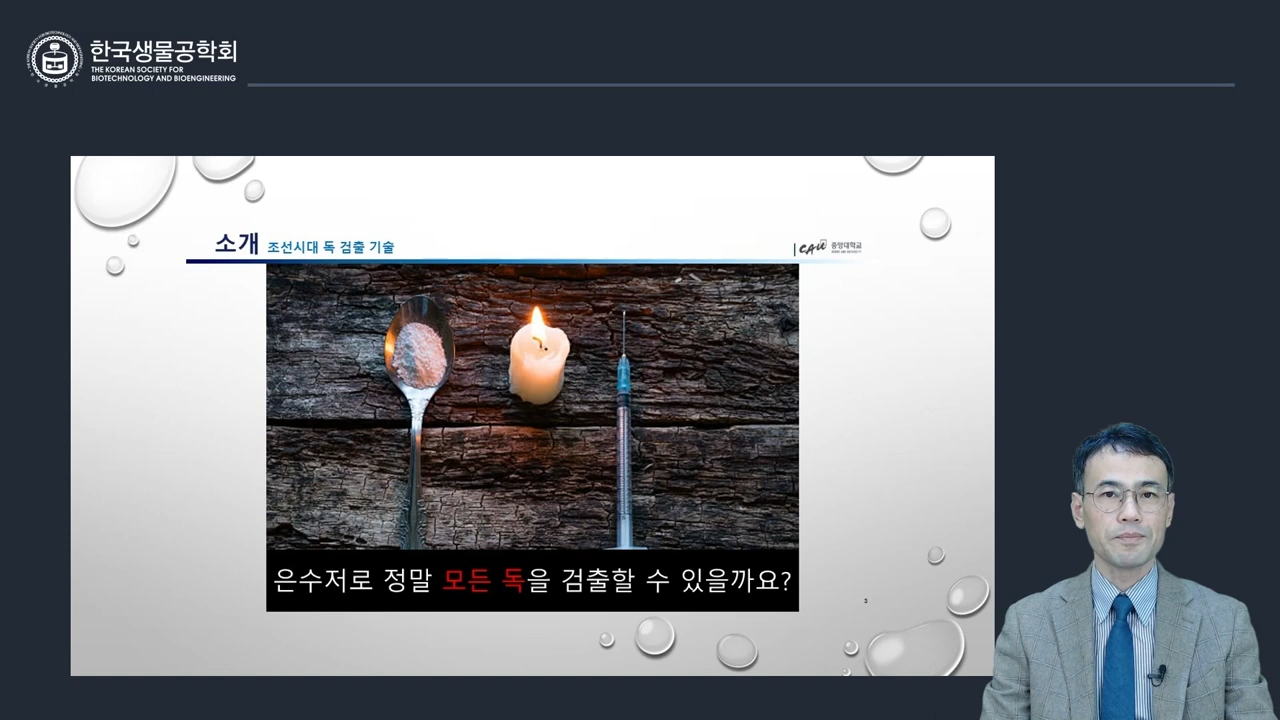 한국생물공학회
THE KOREAN SOCIETY FOR
BIOTECHNOLOGY AND BIOENGINEERING
소개 조선시대 독 검출 기술
CAU 중앙대학교
은수저로 정말 모든 독을 검출할 수 있을까요?
3